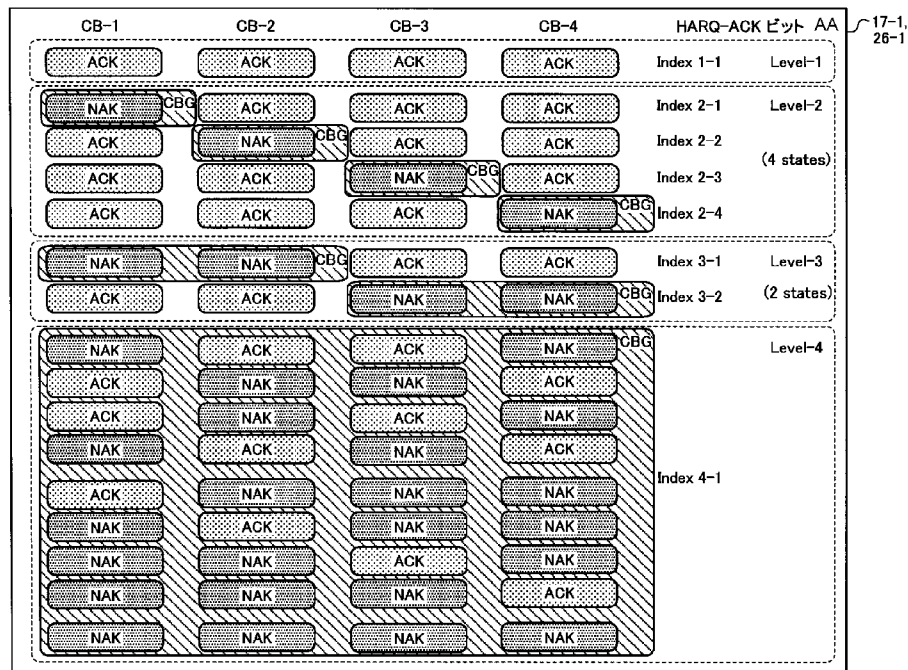 CB-1 CB-2 CB-3 CB-4 HARQ-ACK ビット AA 17-1,
26-1
ACK ACK ACK ACK Index 1-1 Level-1
NAK CBG ACK ACK ACK Index 2-1 Level-2
ACK NAK CBG ACK ACK Index 2-2
(4 states)
ACK ACK NAK CBG ACK Index 2-3
ACK ACK ACK NAK CBG Index 2-4
NAK NAK CBG ACK ACK Index 3-1 Level-3
ACK ACK NAK NAK CBG Index 3-2 (2 states)
NAK ACK ACK NAK CBG Level-4
ACK NAK NAK ACK
ACK NAK ACK NAK
NAK ACK NAK ACK
Index 4-1
ACK NAK NAK NAK
NAK ACK NAK NAK
NAK NAK ACK NAK
NAK NAK NAK ACK
NAK NAK NAK NAK